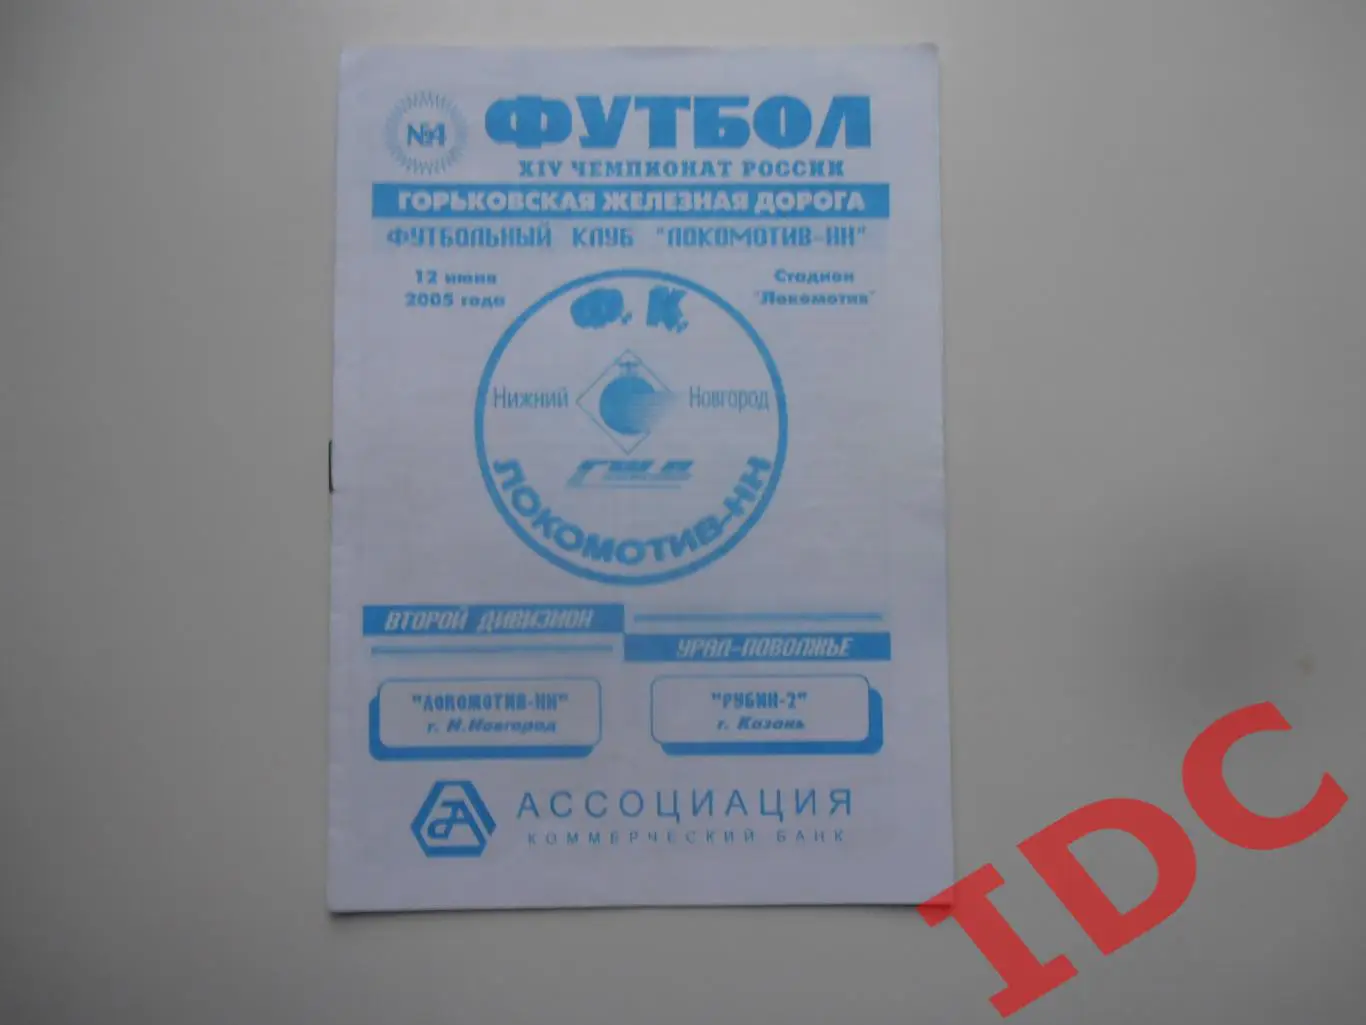 №4
ФУТБОЛ
XIV ЧЕМПИОНАТ РОССИИ
ГОРЬКОВСКАЯ ЖЕЛЕЗНАЯ ДОРОГА
ФУТБОЛЬНЫЙ КЛУБ "ЛОКОМОТИВ-НН"
12 июня
2005 года
Стадион
"Локомотив"
Ф. К.
Нижний Новгород
ЛОКОМОТИВ-НН
ВТОРОЙ ДИВИЗИОН
УРАЛ-ПОВОЛЖЬЕ
"ЛОКОМОТИВ-НН"
г. Н.Новгород
"РУБИН-2"
г. Казань
АССОЦИАЦИЯ
КОММЕРЧЕСКИЙ БАНК
IDC